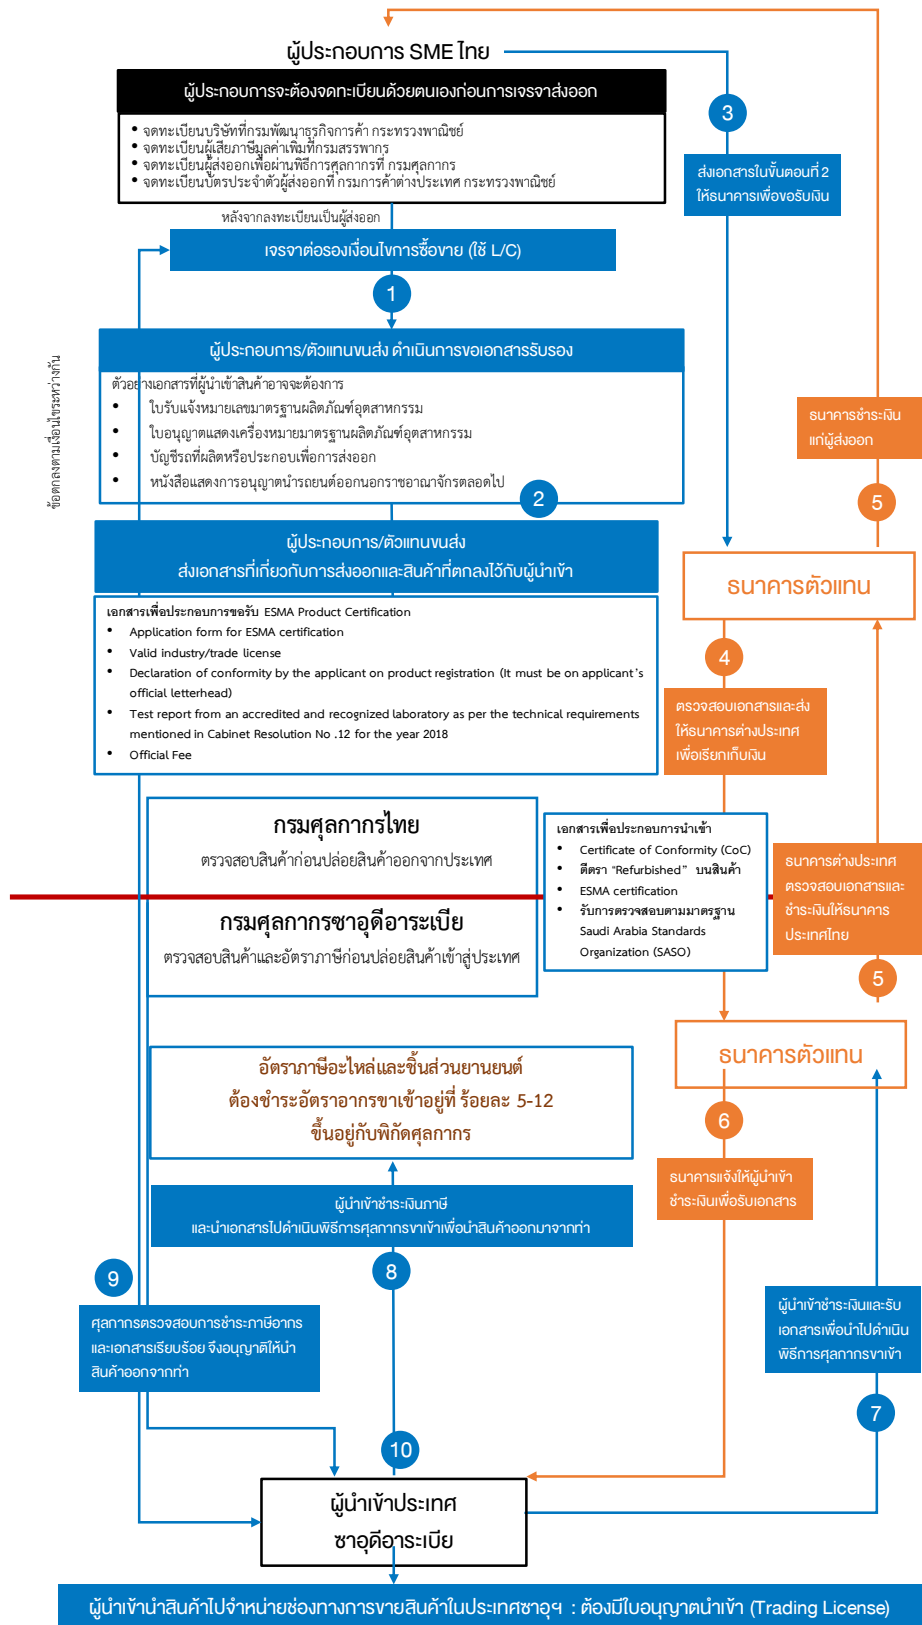 ผู้ประกอบการ SME ไทย
ผู้ประกอบการจะต้องจดทะเบียนด้วยตนเองก่อนการเจรจาส่งออก
• จดทะเบียนบริษัทที่กรมพัฒนาธุรกิจการค้า กระทรวงพาณิชย์
• จดทะเบียนผู้เสียภาษีมูลค่าเพิ่มที่กรมสรรพากร
• จดทะเบียนผู้ส่งออกเพื่อผ่านพิธีการศุลกากรที่ กรมศุลกากร
• จดทะเบียนบัตรประจำตัวผู้ส่งออกที่ กรมการค้าต่างประเทศ กระทรวงพาณิชย์
3
ส่งเอกสารในขั้นตอนที่ 2
ให้ธนาคารเพื่อขอรับเงิน
หลังจากลงทะเบียนเป็นผู้ส่งออก
เจรจาต่อรองเงื่อนไขการซื้อขาย (ใช้ L/C)
1
ข้อตกลงตามเงื่อนไขระหว่างกัน
ผู้ประกอบการ/ตัวแทนขนส่ง ดำเนินการขอเอกสารรับรอง
ตัวอย่างเอกสารที่ผู้นำเข้าสินค้าอาจจะต้องการ
• ใบรับแจ้งหมายเลขมาตรฐานผลิตภัณฑ์อุตสาหกรรม
• ใบอนุญาตแสดงเครื่องหมายมาตรฐานผลิตภัณฑ์อุตสาหกรรม
• บัญชีรถที่ผลิตหรือประกอบเพื่อการส่งออก
• หนังสือแสดงการอนุญาตนำรถยนต์ออกนอกราชอาณาจักรตลอดไป
2
ธนาคารชำระเงิน
แก่ผู้ส่งออก
5
ผู้ประกอบการ/ตัวแทนขนส่ง
ส่งเอกสารที่เกี่ยวกับการส่งออกและสินค้าที่ตกลงไว้กับผู้นำเข้า
ธนาคารตัวแทน
เอกสารเพื่อประกอบการขอรับ ESMA Product Certification
• Application form for ESMA certification
• Valid industry/trade license
• Declaration of conformity by the applicant on product registration (It must be on applicant's
official letterhead)
• Test report from an accredited and recognized laboratory as per the technical requirements
mentioned in Cabinet Resolution No .12 for the year 2018
• Official Fee
4
ตรวจสอบเอกสารและส่ง
ให้ธนาคารต่างประเทศ
เพื่อเรียกเก็บเงิน
กรมศุลกากรไทย
ตรวจสอบสินค้าก่อนปล่อยสินค้าออกจากประเทศ
กรมศุลกากรซาอุดีอาระเบีย
ตรวจสอบสินค้าและอัตราภาษีก่อนปล่อยสินค้าเข้าสู่ประเทศ
เอกสารเพื่อประกอบการนำเข้า
• Certificate of Conformity (CoC)
• ตีตรา "Refurbished" บนสินค้า
• ESMA certification
• รับการตรวจสอบตามมาตรฐาน
Saudi Arabia Standards
Organization (SASO)
ธนาคารต่างประเทศ
ตรวจสอบเอกสารและ
ชำระเงินให้ธนาคาร
ประเทศไทย
5
ธนาคารตัวแทน
อัตราภาษีอะไหล่และชิ้นส่วนยานยนต์
ต้องชำระอัตราอากรขาเข้าอยู่ที่ ร้อยละ 5-12
ขึ้นอยู่กับพิกัดศุลกากร
6
ธนาคารแจ้งให้ผู้นำเข้า
ชำระเงินเพื่อรับเอกสาร
ผู้นำเข้าชำระเงินภาษี
และนำเอกสารไปดำเนินพิธีการศุลกากรขาเข้าเพื่อนำสินค้าออกมาจากท่า
9
8
ศุลกากรตรวจสอบการชำระภาษีอากร
และเอกสารเรียบร้อย จึงอนุญาติให้นำ
สินค้าออกจากท่า
ผู้นำเข้าชำระเงินและรับ
เอกสารเพื่อนำไปดำเนิน
พิธีการศุลกากรขาเข้า
7
10
ผู้นำเข้าประเทศ
ซาอุดีอาระเบีย
ผู้นำเข้านำสินค้าไปจำหน่ายช่องทางการขายสินค้าในประเทศซาอุฯ : ต้องมีใบอนุญาตนำเข้า (Trading License)